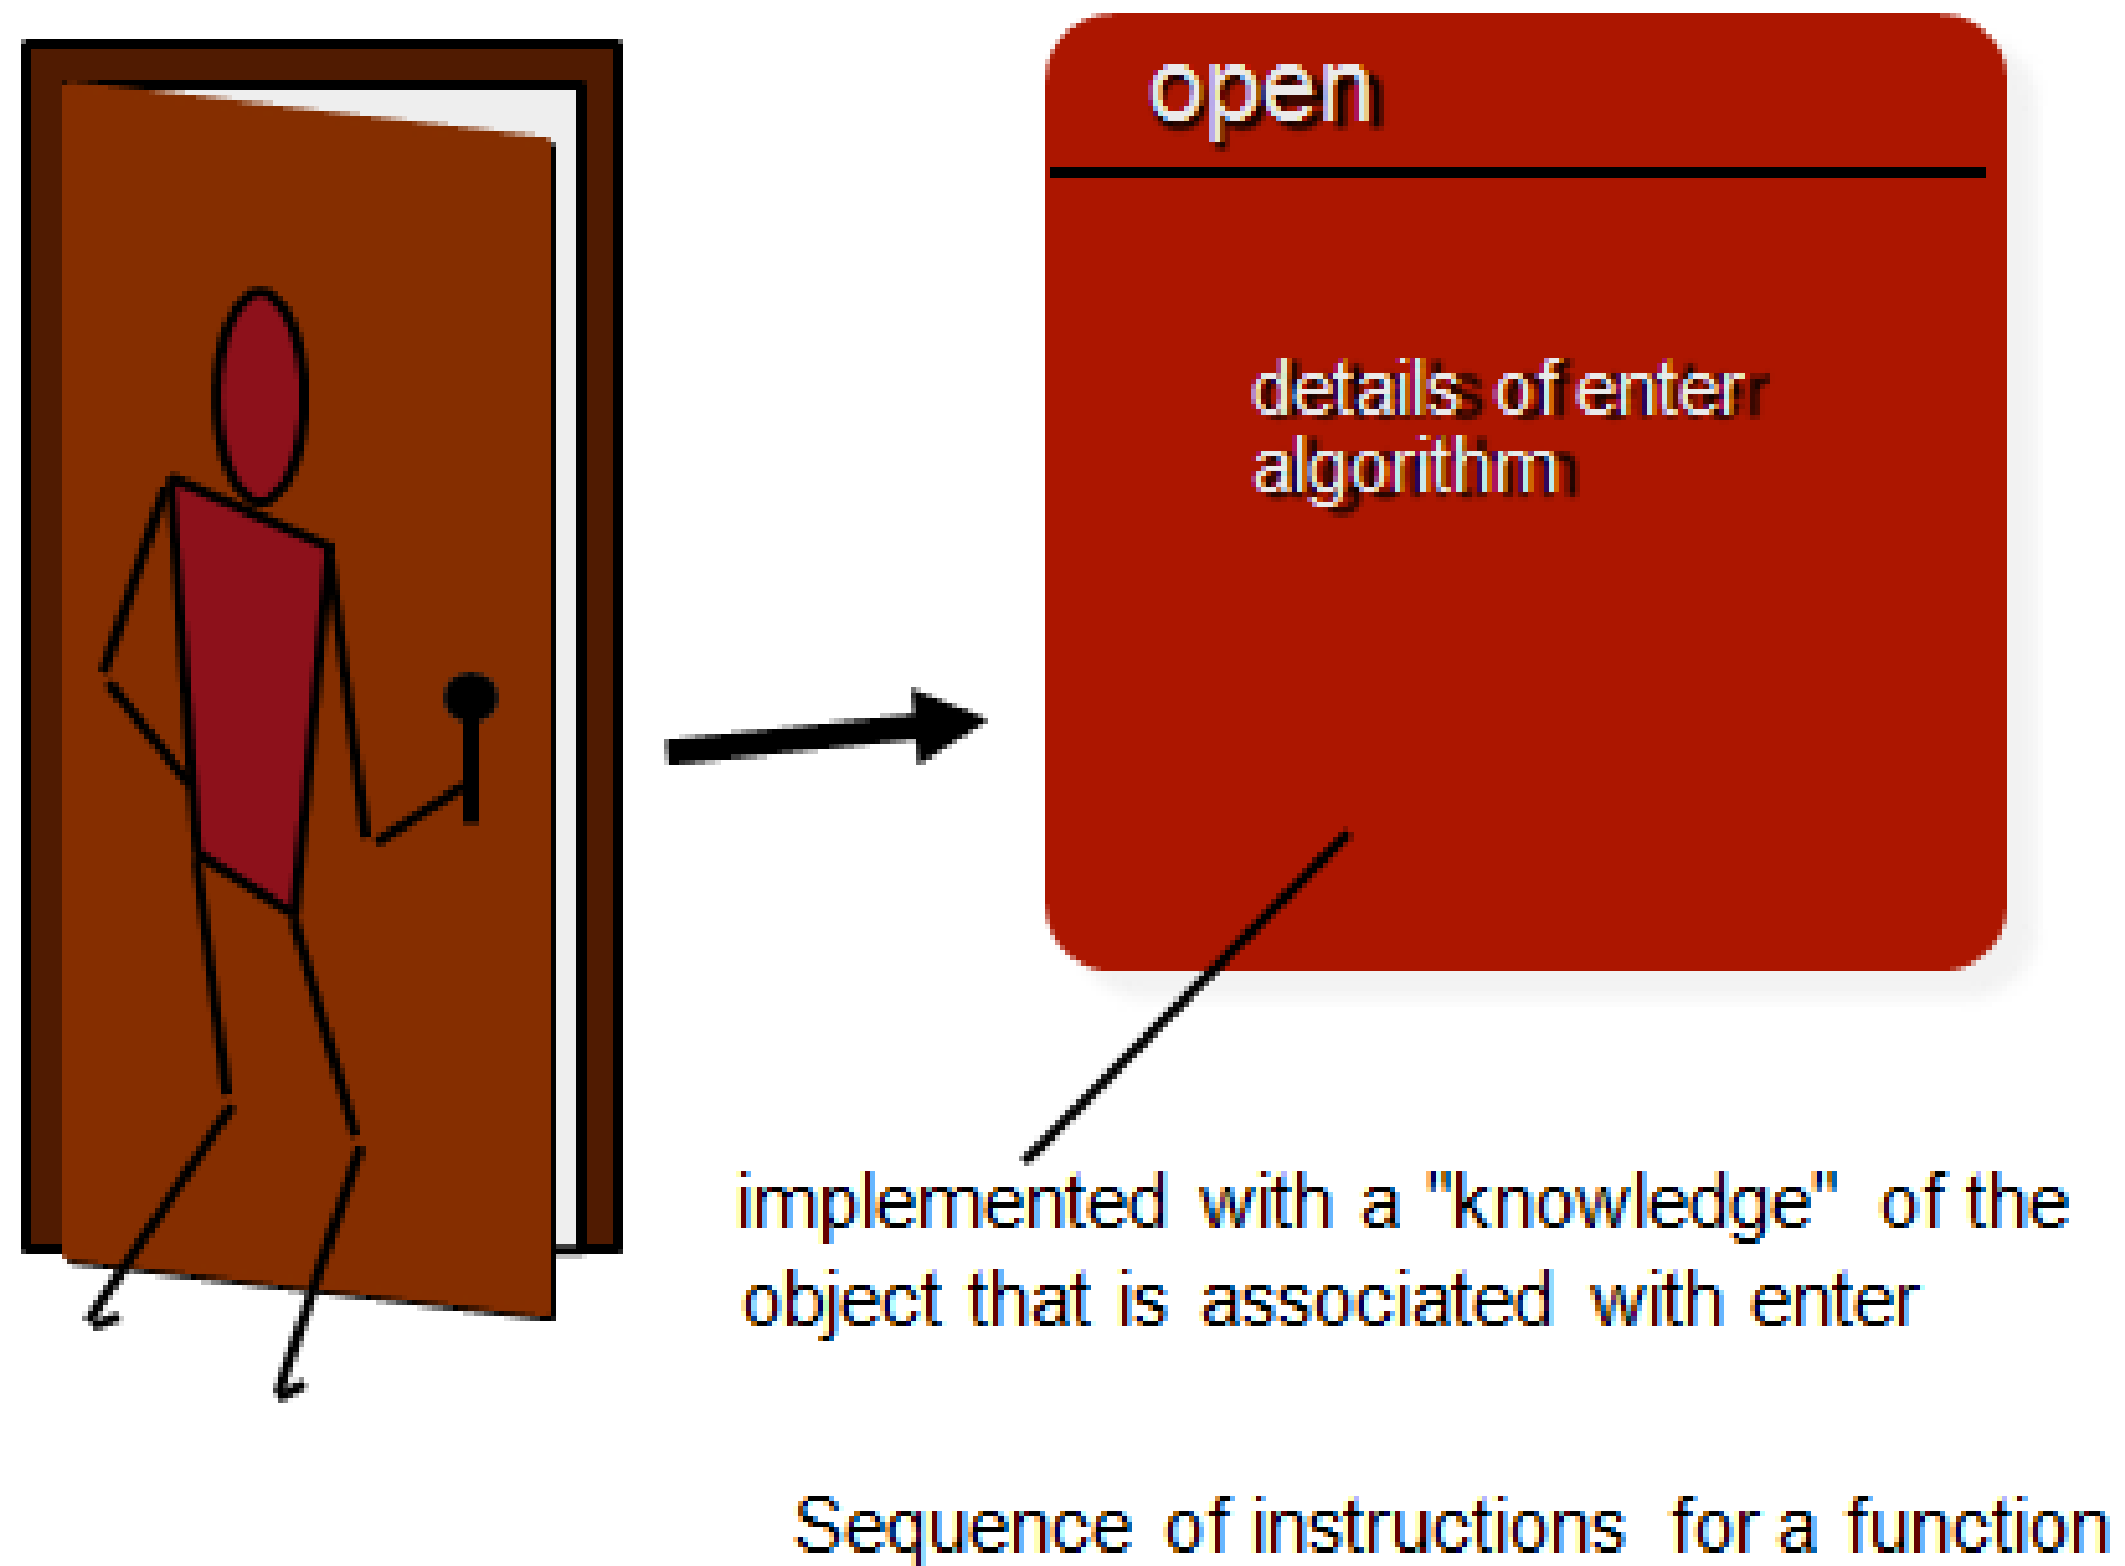 open
details of enter
algorithm
implemented with a "knowledge" of the
object that is associated with enter
Sequence of instructions for a function